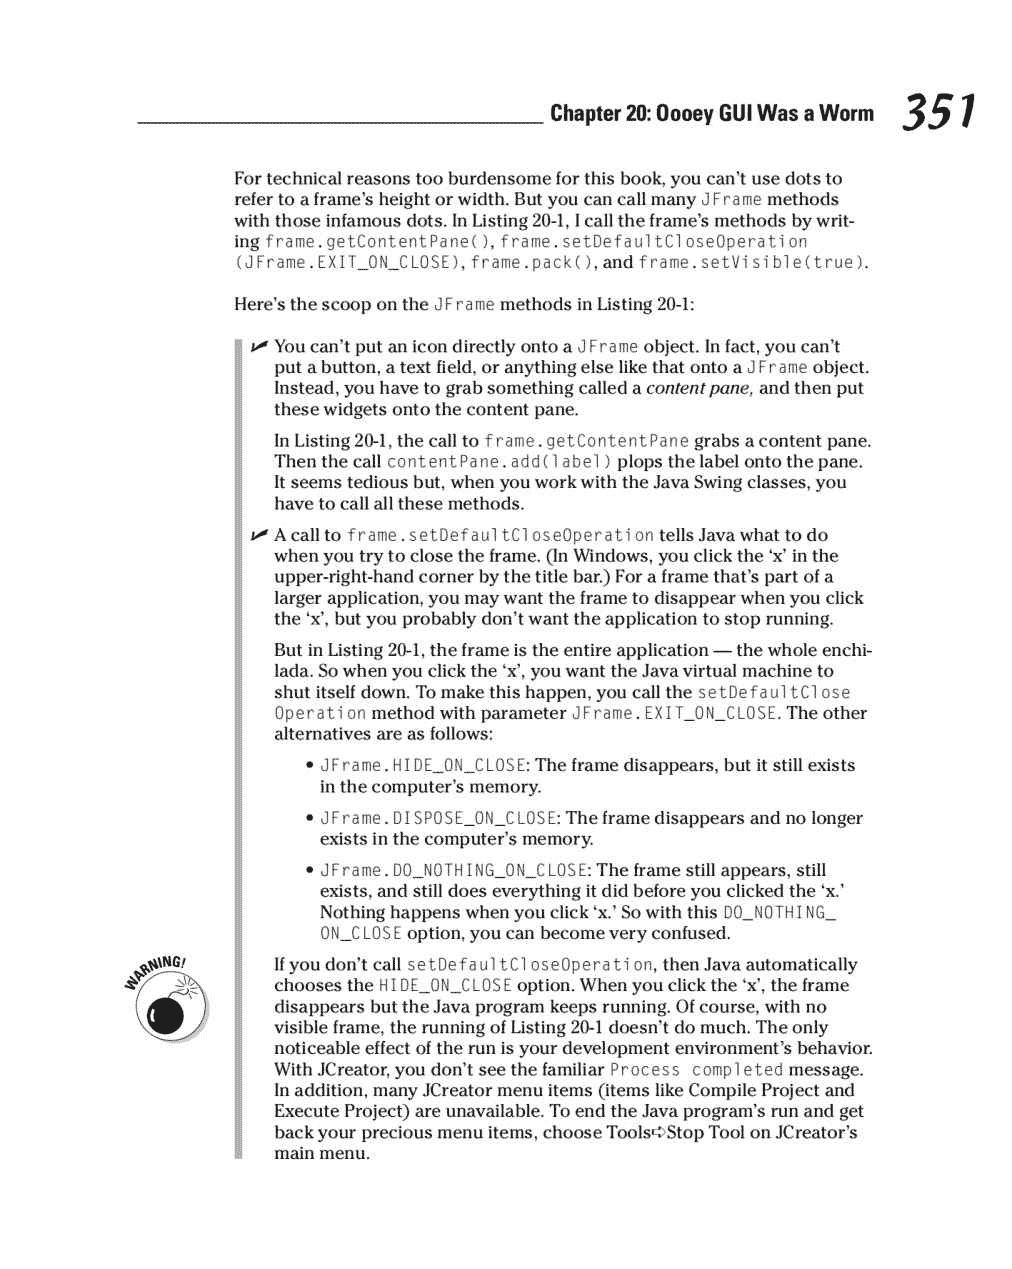 Chapter 20: Oooey GUI Was a Worm 351
For technical reasons too burdensome for this book, you can't use dots to
refer to a frame's height or width. But you can call many JFrame methods
with those infamous dots. In Listing 20-1, I call the frame's methods by writ-
ing frame.getContentPane(), frame.setDefaultCloseOperation
(JFrame.EXIT_ON_CLOSE), frame.pack(), and frame.setVisible(true).
Here's the scoop on the JFrame methods in Listing 20-1:
✓ You can't put an icon directly onto a JFrame object. In fact, you can't
put a button, a text field, or anything else like that onto a JFrame object.
Instead, you have to grab something called a content pane, and then put
these widgets onto the content pane.
In Listing 20-1, the call to frame.getContentPane grabs a content pane.
Then the call contentPane.add(label) plops the label onto the pane.
It seems tedious but, when you work with the Java Swing classes, you
have to call all these methods.
✓ A call to frame.setDefaultCloseOperation tells Java what to do
when you try to close the frame. (In Windows, you click the 'x' in the
upper-right-hand corner by the title bar.) For a frame that's part of a
larger application, you may want the frame to disappear when you click
the 'x', but you probably don't want the application to stop running.
But in Listing 20-1, the frame is the entire application — the whole enchi-
lada. So when you click the 'x', you want the Java virtual machine to
shut itself down. To make this happen, you call the setDefaultClose
Operation method with parameter JFrame.EXIT_ON_CLOSE. The other
alternatives are as follows:
• JFrame.HIDE_ON_CLOSE: The frame disappears, but it still exists
in the computer's memory.
• JFrame.DISPOSE_ON_CLOSE: The frame disappears and no longer
exists in the computer's memory.
• JFrame.DO_NOTHING_ON_CLOSE: The frame still appears, still
exists, and still does everything it did before you clicked the 'x.'
Nothing happens when you click 'x.' So with this DO_NOTHING_
ON_CLOSE option, you can become very confused.
WARNING!
If you don't call setDefaultCloseOperation, then Java automatically
chooses the HIDE_ON_CLOSE option. When you click the 'x', the frame
disappears but the Java program keeps running. Of course, with no
visible frame, the running of Listing 20-1 doesn't do much. The only
noticeable effect of the run is your development environment's behavior.
With JCreator, you don't see the familiar Process completed message.
In addition, many JCreator menu items (items like Compile Project and
Execute Project) are unavailable. To end the Java program's run and get
back your precious menu items, choose Tools➪Stop Tool on JCreator's
main menu.